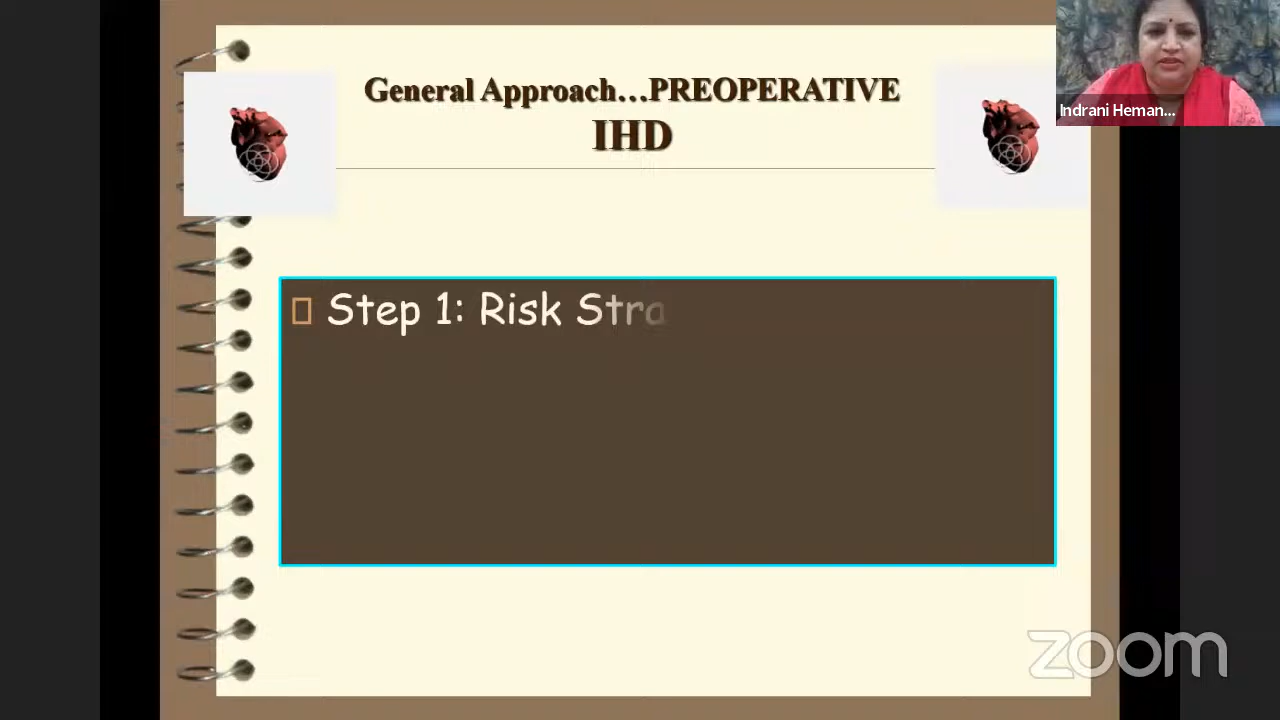 General Approach...PREOPERATIVE
IHD
Indrani Heman...
Step 1: Risk Stra
zoom